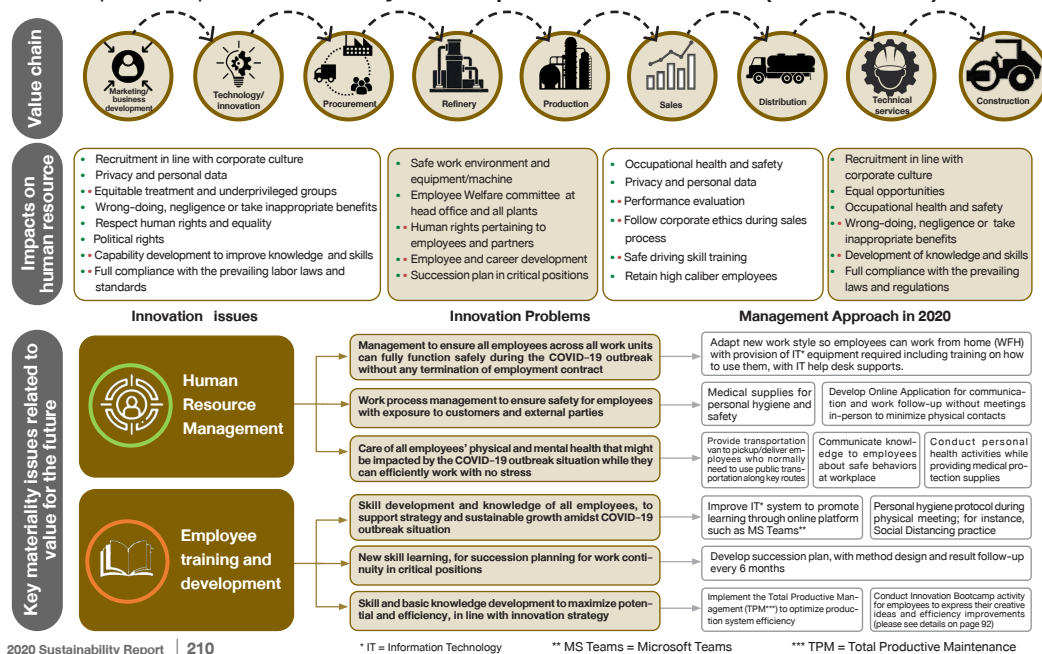 Value chain
Marketing/
business
development
Technology/
innovation
Procurement
Refinery
Production
Sales
Distribution
Technical
services
Construction
Impacts on
human resource
• Recruitment in line with corporate culture
• Privacy and personal data
• • Equitable treatment and underprivileged groups
• Wrong-doing, negligence or take inappropriate benefits
• Respect human rights and equality
• Political rights
• • Capability development to improve knowledge and skills
• • Full compliance with the prevailing labor laws and
standards
• Safe work environment and
equipment/machine
• Employee Welfare committee at
head office and all plants
• • Human rights pertaining to
employees and partners
• • Employee and career development
• • Succession plan in critical positions
• Occupational health and safety
• Privacy and personal data
• • Performance evaluation
• • Follow corporate ethics during sales
process
• • Safe driving skill training
• Retain high caliber employees
• Recruitment in line with
corporate culture
• Equal opportunities
• Occupational health and safety
• • Wrong-doing, negligence or take
inappropriate benefits
• • Development of knowledge and skills
• Full compliance with the prevailing
laws and regulations
Key materiality issues related to
value for the future
Innovation issues
Innovation Problems
Management Approach in 2020
Human
Resource
Management
Management to ensure all employees across all work units
can fully function safely during the COVID-19 outbreak
without any termination of employment contract
Adapt new work style so employees can work from home (WFH)
with provision of IT* equipment required including training on how
to use them, with IT help desk supports.
Work process management to ensure safety for employees
with exposure to customers and external parties
Medical supplies for
personal hygiene and
safety
Develop Online Application for communica-
tion and work follow-up without meetings
in-person to minimize physical contacts
Care of all employees' physical and mental health that might
be impacted by the COVID-19 outbreak situation while they
can efficiently work with no stress
Provide transportation
van to pickup/deliver em-
ployees who normally
need to use public trans-
portation along key routes
Communicate knowl-
edge to employees
about safe behaviors
at workplace
Conduct personal
health activities while
providing medical pro-
tection supplies
Employee
training and
development
Skill development and knowledge of all employees, to
support strategy and sustainable growth amidst COVID-19
outbreak situation
Improve IT* system to promote
learning through online platform
such as MS Teams**
Personal hygiene protocol during
physical meeting; for instance,
Social Distancing practice
New skill learning, for succession planning for work conti-
nuity in critical positions
Develop succession plan, with method design and result follow-up
every 6 months
Skill and basic knowledge development to maximize poten-
tial and efficiency, in line with innovation strategy
Implement the Total Productive Man-
agement (TPM***) to optimize produc-
tion system efficiency
Conduct Innovation Bootcamp activity
for employees to express their creative
ideas and efficiency improvements
(please see details on page 92)
2020 Sustainability Report | 210
* IT = Information Technology
** MS Teams = Microsoft Teams
*** TPM = Total Productive Maintenance